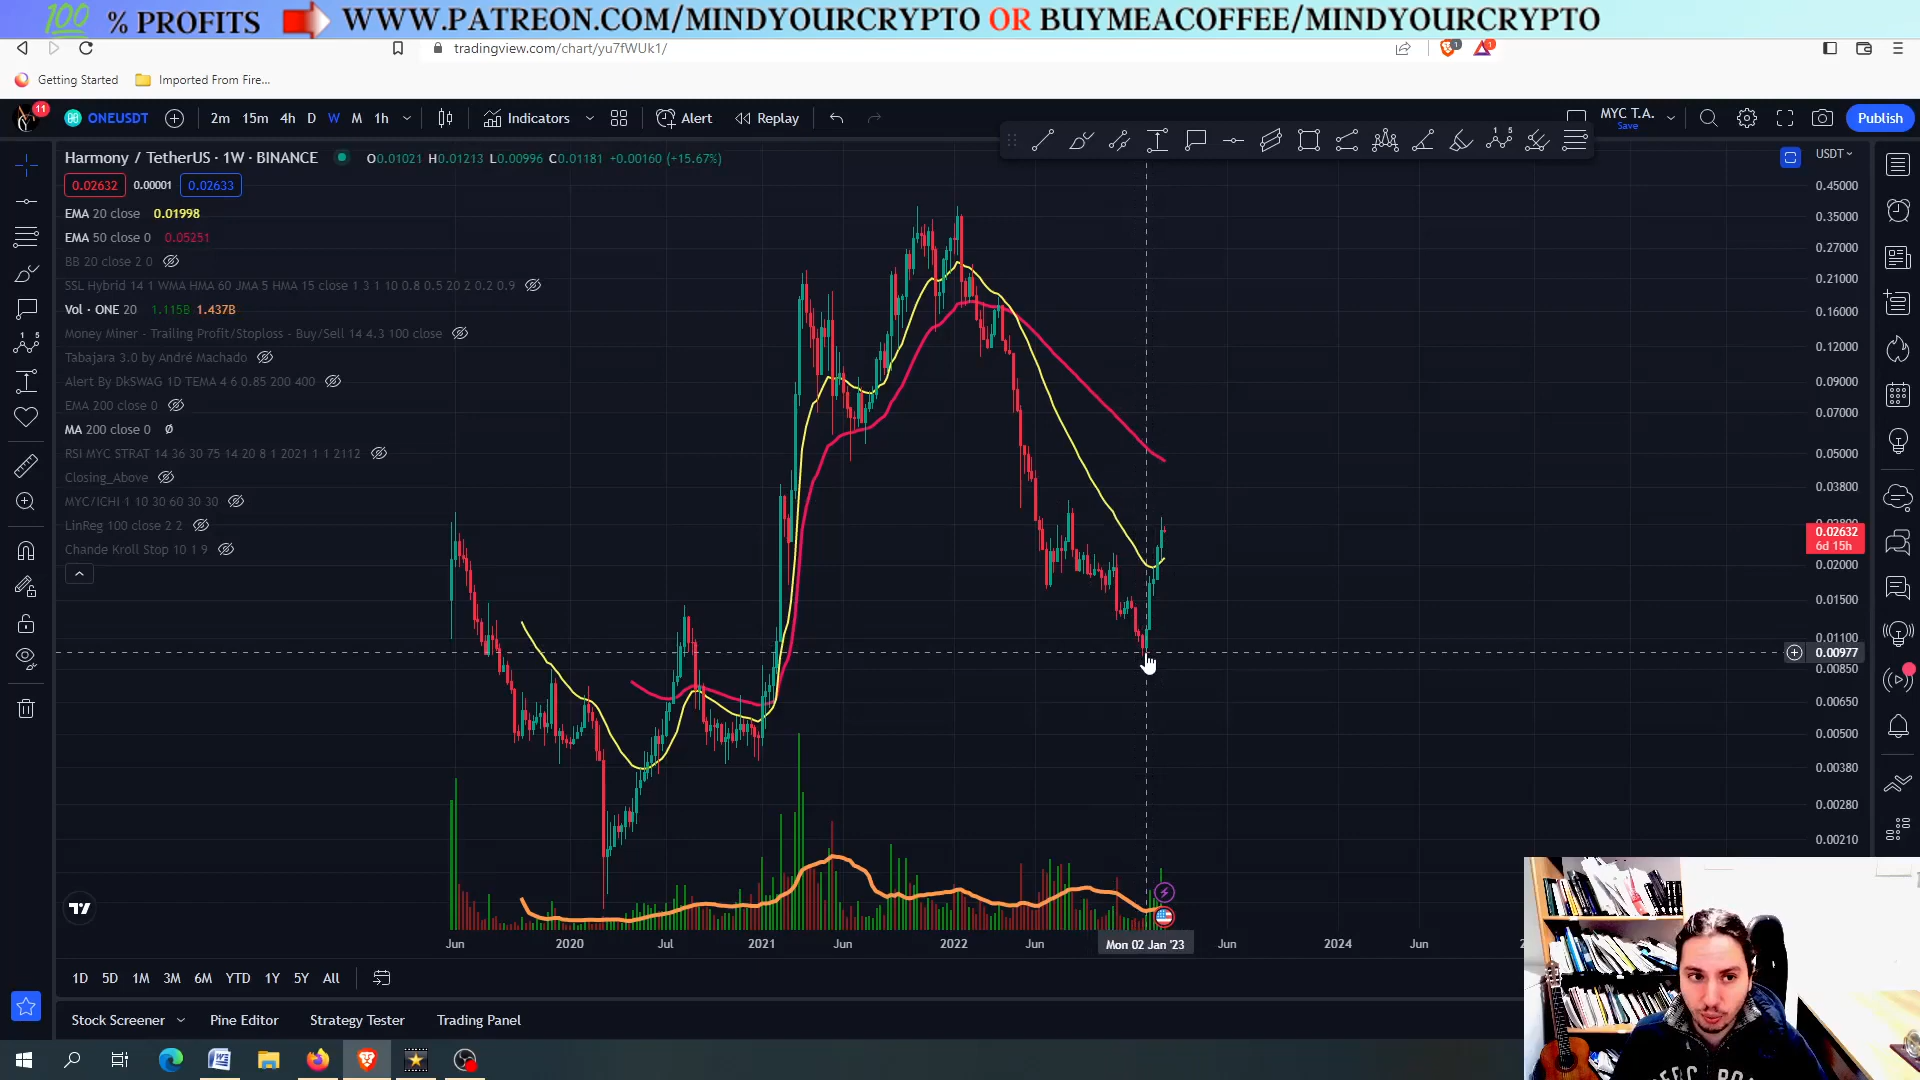 100 % PROFITS WWW.PATREON.COM/MINDYOURCRYPTO OR BUYMEACOFFEE/MINDYOURCRYPTO
tradingview.com/chart/yu7fWUk1/
Getting Started Imported From Fire...
11 ONEUSDT 2m 15m 4h D W M 1h Indicators Alert Replay MYC T.A. Save Publish
Harmony / TetherUS · 1W · BINANCE O0.01021 H0.01213 L0.00996 C0.01181 +0.00160 (+15.67%)
USDT
0.02632 0.00001 0.02633
EMA 20 close 0.01998
EMA 50 close 0 0.05251
BB 20 close 2 0
SSL Hybrid 14 1 WMA HMA 60 JMA 5 HMA 15 close 1 3 1 10 0.8 0.5 20 2 0.2 0.9
Vol · ONE 20 1.115B 1.437B
Money Miner - Trailing Profit/Stoploss - Buy/Sell 14 4.3 100 close
Tabajara 3.0 by André Machado
Alert By DkSWAG 1D TEMA 4 6 0.85 200 400
EMA 200 close 0
MA 200 close 0 ø
RSI MYC STRAT 14 36 30 75 14 20 8 1 2021 1 1 2112
Closing_Above
MYC/ICHI 1 10 30 60 30 30
LinReg 100 close 2 2
Chande Kroll Stop 10 1 9
0.45000
0.35000
0.27000
0.21000
0.16000
0.12000
0.09000
0.07000
0.05000
0.03800
0.02632
6d 15h
0.02000
0.01500
0.01100
0.00977
0.00850
0.00650
0.00500
0.00380
0.00280
0.00210
Jun 2020 Jul 2021 Jun 2022 Jun Mon 02 Jan '23 Jun 2024 Jun
1D 5D 1M 3M 6M YTD 1Y 5Y All
Stock Screener Pine Editor Strategy Tester Trading Panel